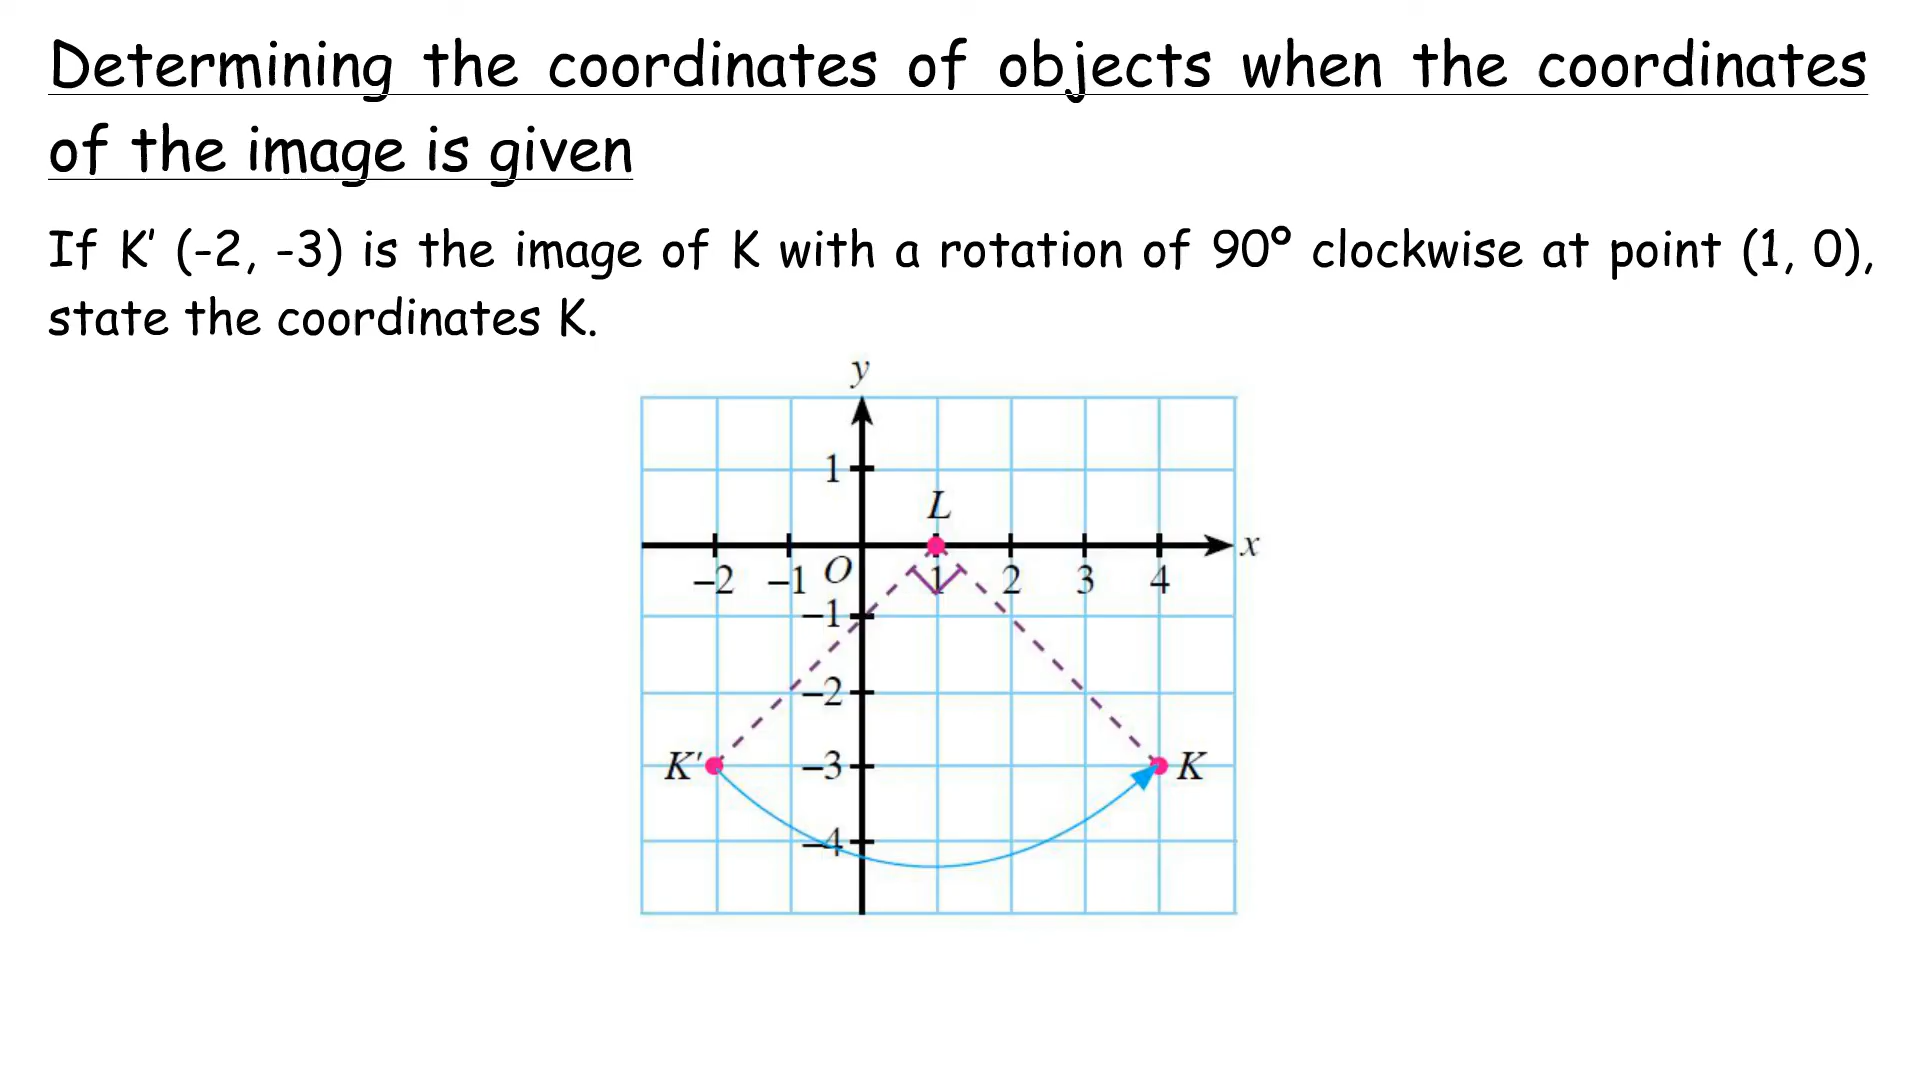 Determining the coordinates of objects when the coordinates
of the image is given
If K’ (-2, -3) is the image of K with a rotation of 90º clockwise at point (1, 0),
state the coordinates K.
y
1
L
x
−2 −1 O 1 2 3 4
−1
−2
K′ −3 K
−4